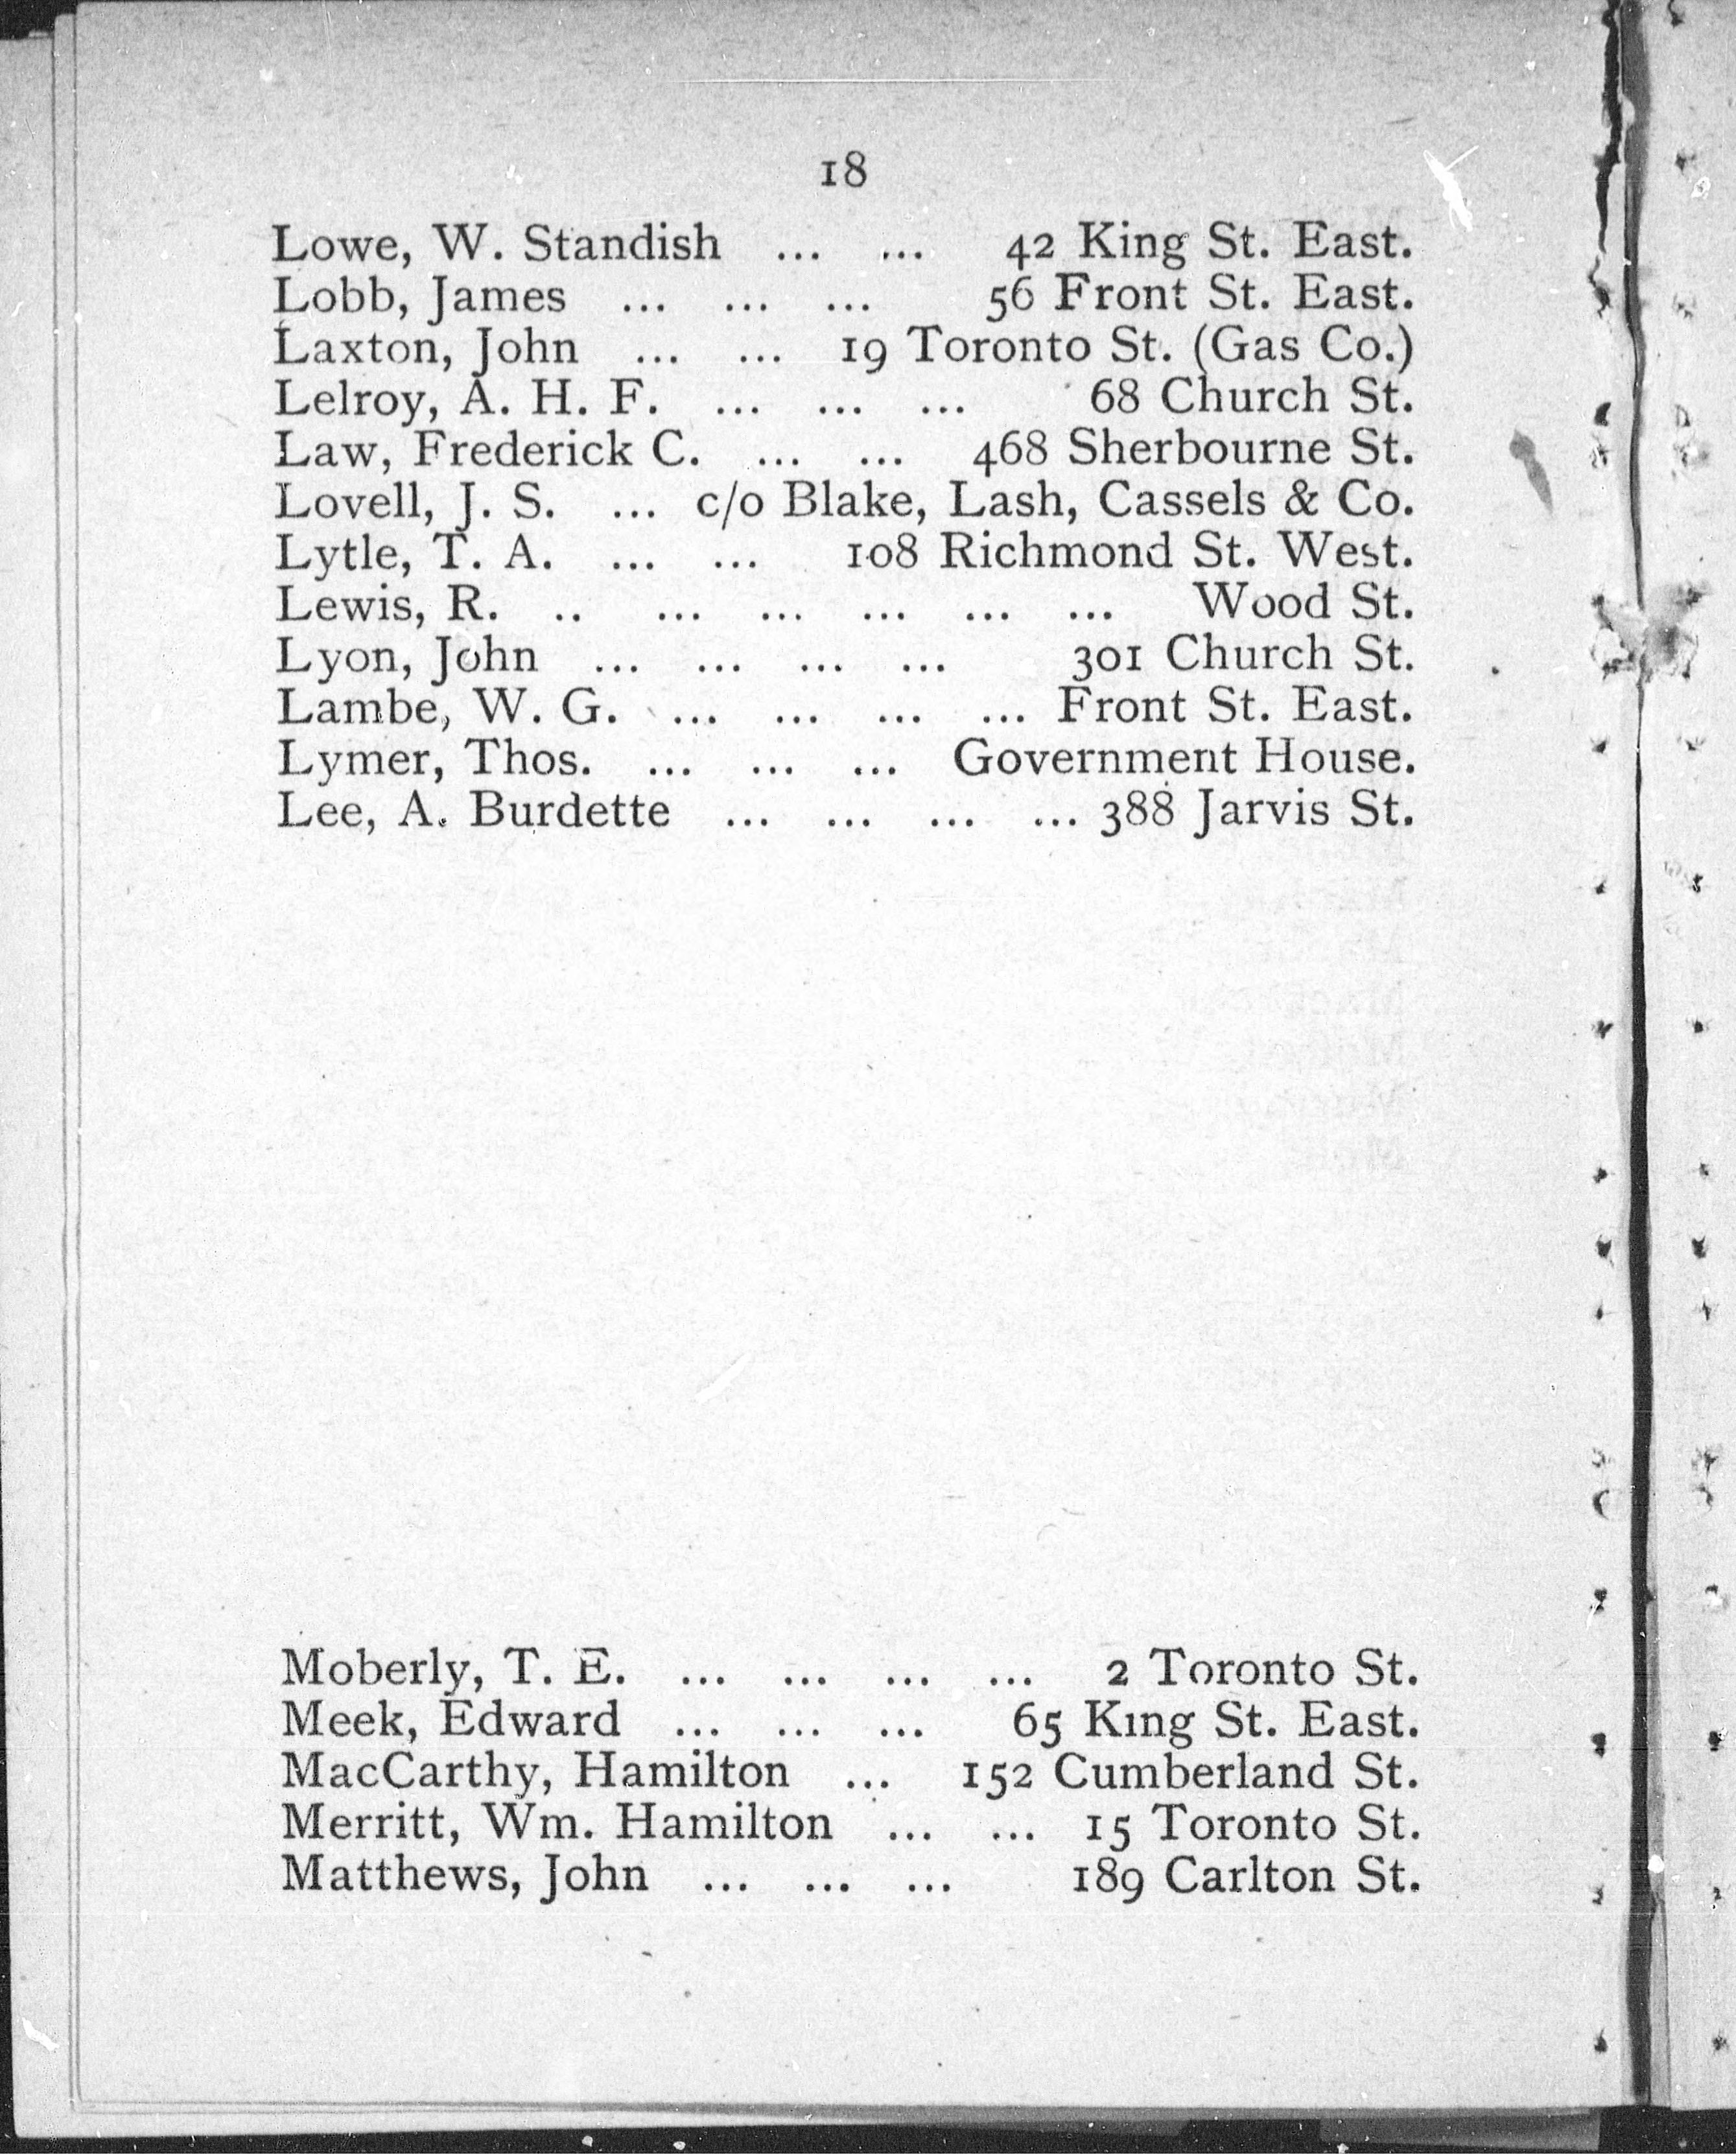 18
Lowe, W. Standish ... ... 42 King St. East.
Lobb, James ... ... ... 56 Front St. East.
Laxton, John ... ... 19 Toronto St. (Gas Co.)
Lelroy, A. H. F. ... ... ... 68 Church St.
Law, Frederick C. ... ... 468 Sherbourne St.
Lovell, J. S. ... c/o Blake, Lash, Cassels & Co.
Lytle, T. A. ... ... 108 Richmond St. West.
Lewis, R. .. ... ... ... ... ... Wood St.
Lyon, John ... ... ... ... 301 Church St.
Lambe, W. G. ... ... ... ... Front St. East.
Lymer, Thos. ... ... ... Government House.
Lee, A. Burdette ... ... ... ... 388 Jarvis St.
Moberly, T. E. ... ... ... ... 2 Toronto St.
Meek, Edward ... ... ... 65 King St. East.
MacCarthy, Hamilton ... 152 Cumberland St.
Merritt, Wm. Hamilton ... ... 15 Toronto St.
Matthews, John ... ... ... 189 Carlton St.